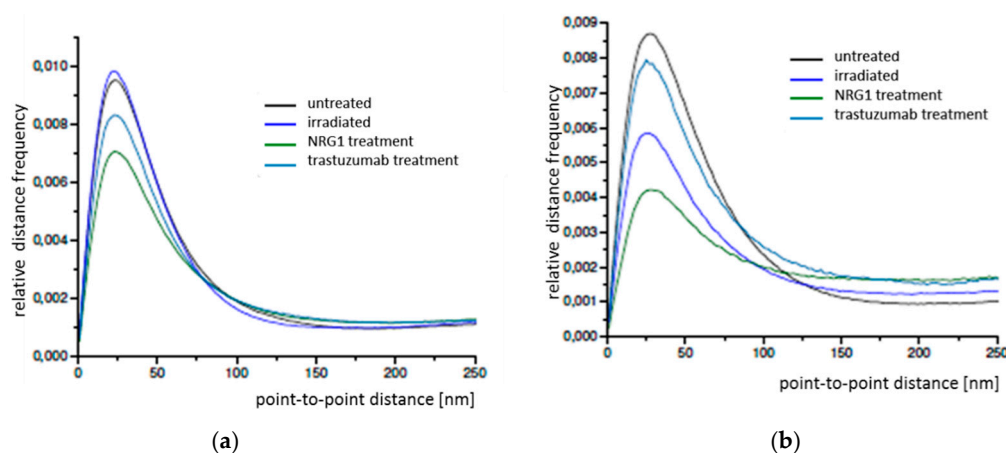 0,010
0,008
0,006
0,004
0,002
0,000
relative distance frequency
untreated
irradiated
NRG1 treatment
trastuzumab treatment
0
50
100
150
200
250
point-to-point distance [nm]
(a)
0,009
0,008
0,007
0,006
0,005
0,004
0,003
0,002
0,001
0,000
relative distance frequency
untreated
irradiated
NRG1 treatment
trastuzumab treatment
0
50
100
150
200
250
point-to-point distance [nm]
(b)